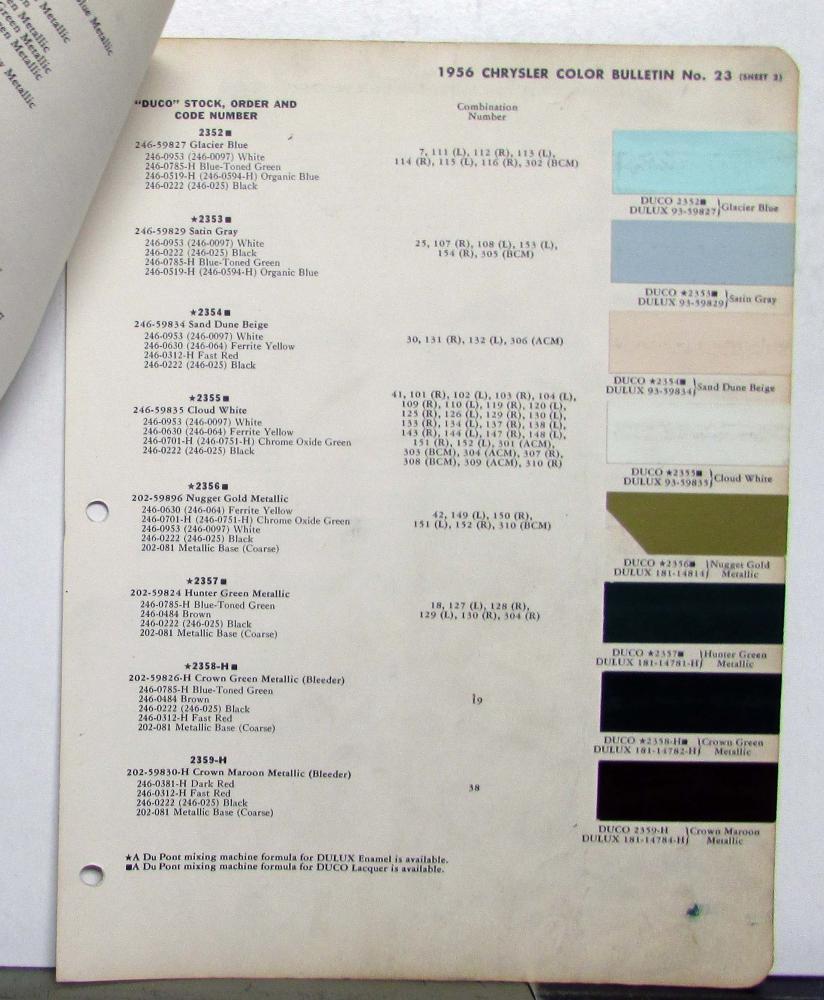 Blue Metallic
Metallic
Metallic
Green Metallic
Green Metallic
Metallic
Metallic
1956 CHRYSLER COLOR BULLETIN No. 23 (SHEET 2)
"DUCO" STOCK, ORDER AND
CODE NUMBER
Combination
Number
2352■
246-59827 Glacier Blue
246-0953 (246-0097) White
246-0785-H Blue-Toned Green
246-0519-H (246-0594-H) Organic Blue
246-0222 (246-025) Black
7, 111 (L), 112 (R), 113 (L),
114 (R), 115 (L), 116 (R), 302 (BCM)
DUCO 2352■
DULUX 93-59827} Glacier Blue
★2353■
246-59829 Satin Gray
246-0953 (246-0097) White
246-0222 (246-025) Black
246-0785-H Blue-Toned Green
246-0519-H (246-0594-H) Organic Blue
25, 107 (R), 108 (L), 153 (L),
154 (R), 305 (BCM)
DUCO ★2353■
DULUX 93-59829} Satin Gray
★2354■
246-59834 Sand Dune Beige
246-0953 (246-0097) White
246-0630 (246-064) Ferrite Yellow
246-0312-H Fast Red
246-0222 (246-025) Black
30, 131 (R), 132 (L), 306 (ACM)
DUCO ★2354■
DULUX 93-59834} Sand Dune Beige
★2355■
246-59835 Cloud White
246-0953 (246-0097) White
246-0630 (246-064) Ferrite Yellow
246-0701-H (246-0751-H) Chrome Oxide Green
246-0222 (246-025) Black
41, 101 (R), 102 (L), 103 (R), 104 (L),
109 (R), 110 (L), 119 (R), 120 (L),
125 (R), 126 (L), 129 (R), 130 (L),
133 (R), 134 (L), 137 (R), 138 (L),
143 (R), 144 (L), 147 (R), 148 (L),
151 (R), 152 (L), 301 (ACM),
303 (BCM), 304 (ACM), 307 (R),
308 (BCM), 309 (ACM), 310 (R)
DUCO ★2355■
DULUX 93-59835} Cloud White
★2356■
202-59896 Nugget Gold Metallic
246-0630 (246-064) Ferrite Yellow
246-0701-H (246-0751-H) Chrome Oxide Green
246-0953 (246-0097) White
246-0222 (246-025) Black
202-081 Metallic Base (Coarse)
42, 149 (L), 150 (R),
151 (L), 152 (R), 310 (BCM)
DUCO ★2356■ }Nugget Gold
DULUX 181-14814} Metallic
★2357■
202-59824 Hunter Green Metallic
246-0785-H Blue-Toned Green
246-0484 Brown
246-0222 (246-025) Black
202-081 Metallic Base (Coarse)
18, 127 (L), 128 (R),
129 (L), 130 (R), 304 (R)
DUCO ★2357■ }Hunter Green
DULUX 181-14781-H} Metallic
★2358-H■
202-59826-H Crown Green Metallic (Bleeder)
246-0785-H Blue-Toned Green
246-0484 Brown
246-0222 (246-025) Black
246-0312-H Fast Red
202-081 Metallic Base (Coarse)
19
DUCO ★2358-H■ }Crown Green
DULUX 181-14782-H} Metallic
2359-H
202-59830-H Crown Maroon Metallic (Bleeder)
246-0381-H Dark Red
246-0312-H Fast Red
246-0222 (246-025) Black
202-081 Metallic Base (Coarse)
38
DUCO 2359-H }Crown Maroon
DULUX 181-14784-H} Metallic
★A Du Pont mixing machine formula for DULUX Enamel is available.
■A Du Pont mixing machine formula for DUCO Lacquer is available.